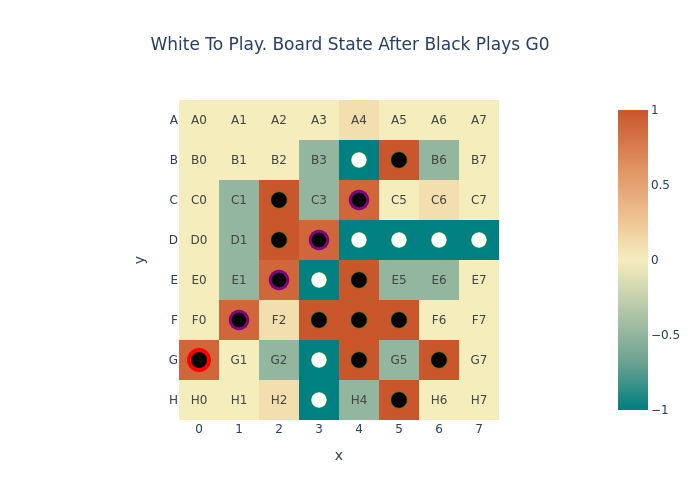 White To Play. Board State After Black Plays G0
A A0 A1 A2 A3 A4 A5 A6 A7 1
B B0 B1 B2 B3 B6 B7
0.5
C C0 C1 C3 C5 C6 C7
D D0 D1
y 0
E E0 E1 E5 E6 E7
F F0 F2 F6 F7 −0.5
G G1 G2 G5 G7
H H0 H1 H2 H4 H6 H7 −1
0 1 2 3 4 5 6 7
x